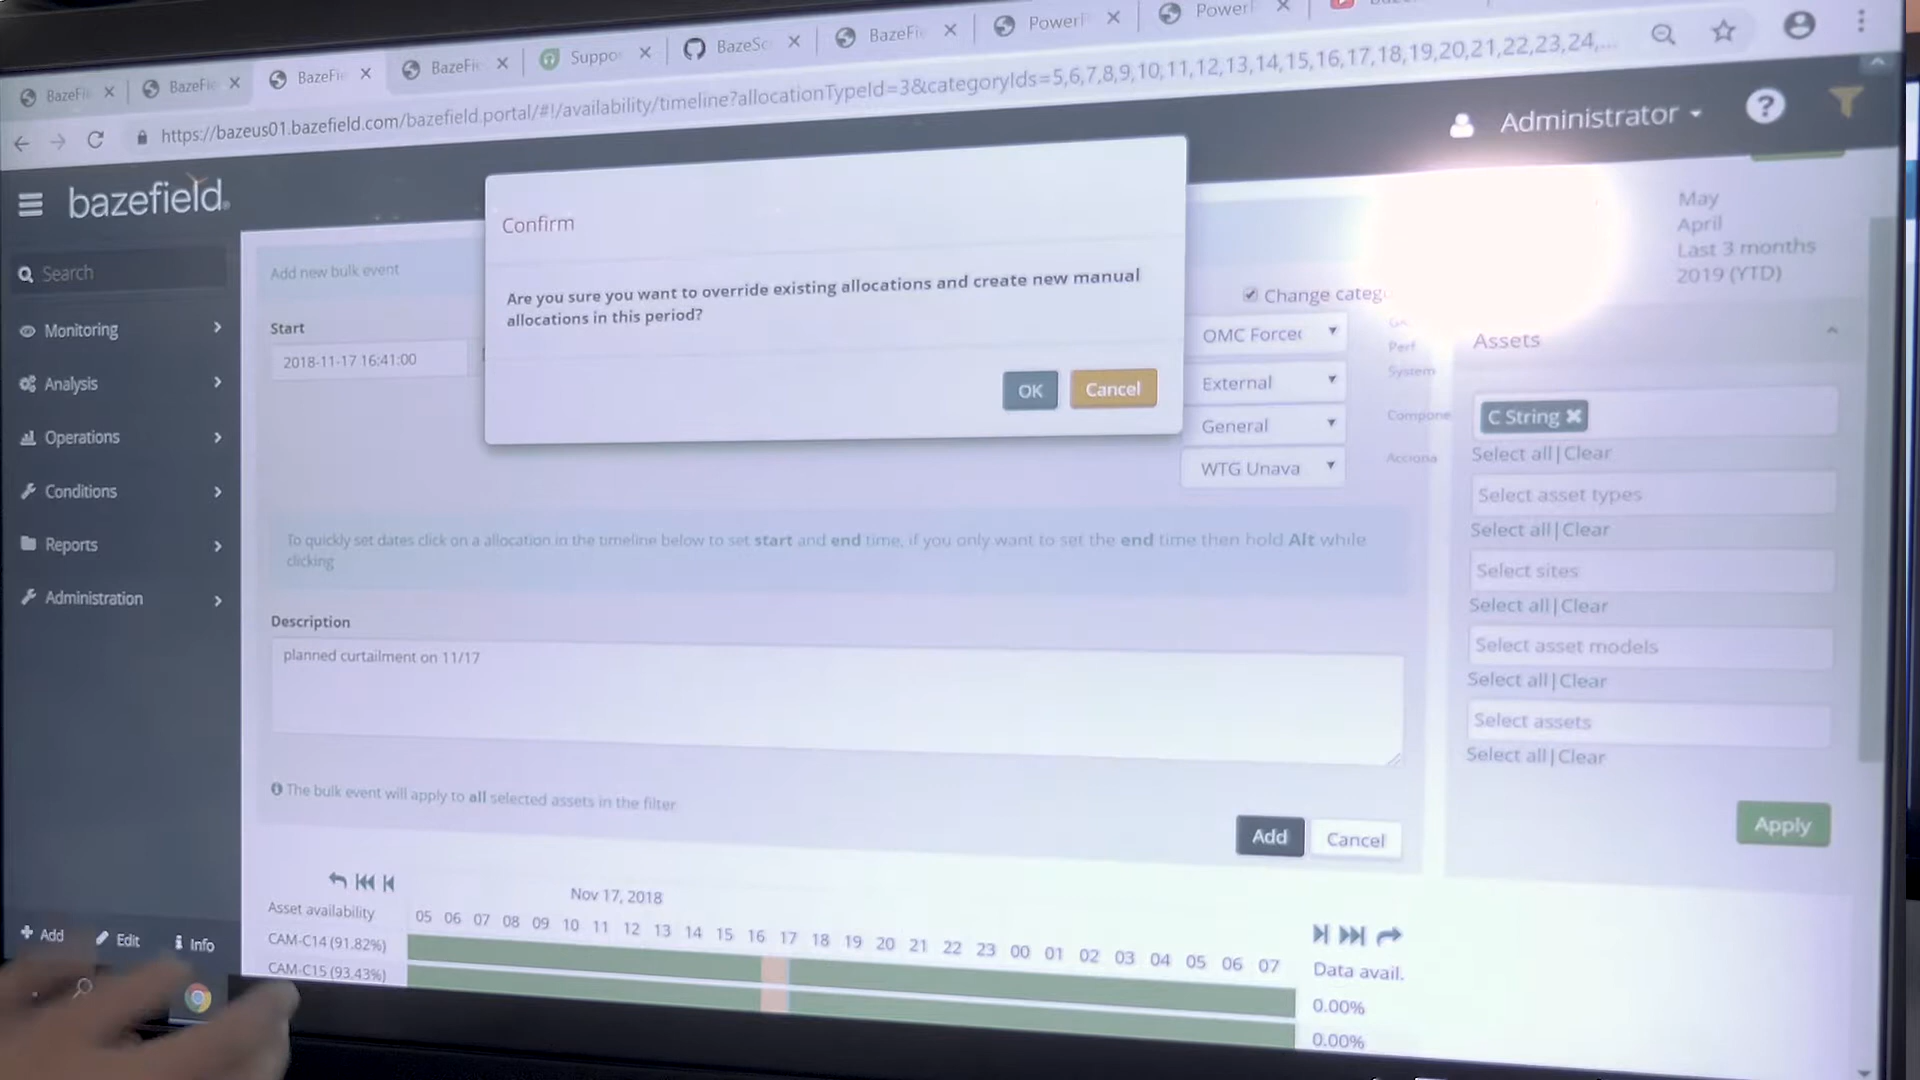 BazeFi
BazeFie
BazeFi
BazeFi
Suppo
BazeSc
BazeFi
Power
Power
https://bazeus01.bazefield.com/bazefield.portal/#!/availability/timeline?allocationTypeId=3&categoryIds=5,6,7,8,9,10,11,12,13,14,15,16,17,18,19,20,21,22,23,24,...
bazefield
Administrator
?
Search
Monitoring
Analysis
Operations
Conditions
Reports
Administration
Add Edit Info
Add new bulk event
Start
2018-11-17 16:41:00
Confirm
Are you sure you want to override existing allocations and create new manual
allocations in this period?
OK Cancel
Change categ
OMC Forced
External
General
WTG Unava
Perf
System
Compone
Acciona
To quickly set dates click on a allocation in the timeline below to set start and end time, if you only want to set the end time then hold Alt while
clicking
Description
planned curtailment on 11/17
The bulk event will apply to all selected assets in the filter
Add Cancel
Nov 17, 2018
Asset availability 05 06 07 08 09 10 11 12 13 14 15 16 17 18 19 20 21 22 23 00 01 02 03 04 05 06 07
CAM-C14 (91.82%)
CAM-C15 (93.43%)
Data avail.
0.00%
0.00%
May
April
Last 3 months
2019 (YTD)
Assets
C String
Select all|Clear
Select asset types
Select all|Clear
Select sites
Select all|Clear
Select asset models
Select all|Clear
Select assets
Select all|Clear
Apply